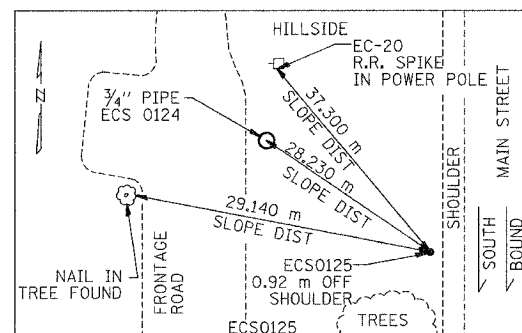 HILLSIDE
EC-20
R.R. SPIKE
IN POWER POLE
N
3/4" PIPE
ECS 0124
37.300 m
SLOPE DIST
28.230 m
SLOPE DIST
29.140 m
SLOPE DIST
SHOULDER
MAIN STREET
SOUTH
BOUND
NAIL IN
TREE FOUND
FRONTAGE
ROAD
ECS0125
0.92 m OFF
SHOULDER
TREES
ECS0125